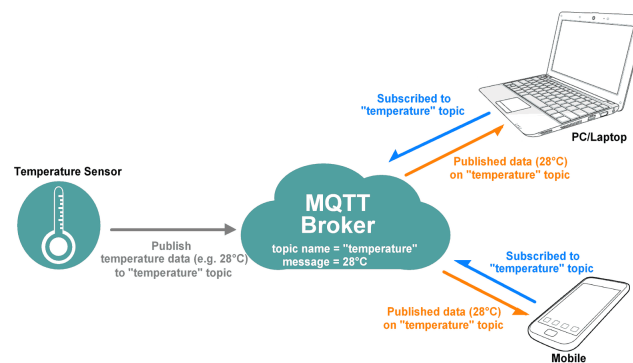 Temperature Sensor
Publish
temperature data (e.g. 28°C)
to "temperature" topic
MQTT
Broker
topic name = "temperature"
message = 28°C
Subscribed to
"temperature" topic
PC/Laptop
Published data (28°C)
on "temperature" topic
Subscribed to
"temperature" topic
Published data (28°C)
on "temperature" topic
Mobile